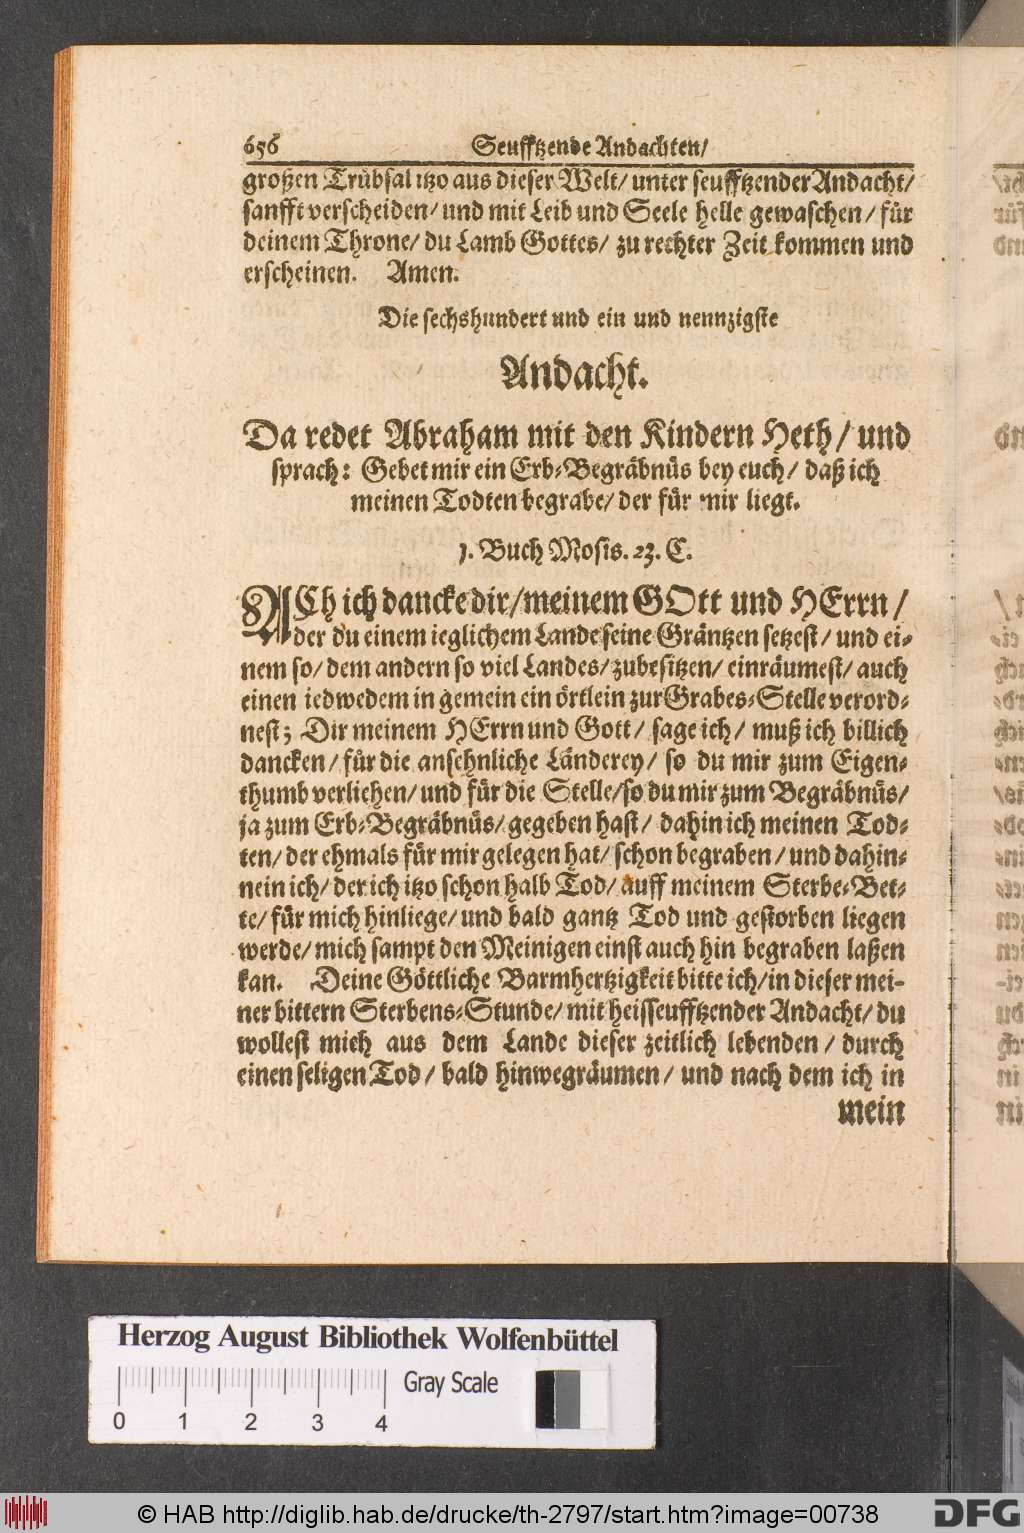 656 Seufftzende Andachten/
großen Trübsal itzo aus dieser Welt/ unter seufftzender Andacht/
sanfft verscheiden/ und mit Leib und Seele helle gewaschen/ für
deinem Throne/ du Lamb Gottes/ zu rechter Zeit kommen und
erscheinen. Amen.
Die sechshundert und ein und nennzigste
Andacht.
Da redet Abraham mit den Kindern Heth/ und
sprach: Gebet mir ein Erb-Begräbnüs bey euch/ daß ich
meinen Todten begrabe/ der für mir liegt.
1. Buch Mosis. 23. C.
ACh ich dancke dir/ meinem GOtt und HErrn/
der du einem ieglichem Lande seine Gräntzen setzest/ und ei-
nem so/ dem andern so viel Landes/ zubesitzen/ einräumest/ auch
einen iedwedem in gemein ein örtlein zur Grabes-Stelle verord-
nest; Dir meinem HErrn und Gott/ sage ich/ muß ich billich
dancken/ für die ansehnliche Länderey/ so du mir zum Eigen-
thumb verliehen/ und für die Stelle/ so du mir zum Begräbnüs/
ja zum Erb-Begräbnüs/ gegeben hast/ dahin ich meinen Tod-
ten/ der ehmals für mir gelegen hat/ schon begraben/ und dahin-
nein ich/ der ich itzo schon halb Tod/ auff meinem Sterbe-Bet-
te/ für mich hinliege/ und bald gantz Tod und gestorben liegen
werde/ mich sampt den Meinigen einst auch hin begraben laßen
kan. Deine Göttliche Barmhertzigkeit bitte ich/ in dieser mei-
ner bittern Sterbens-Stunde/ mit heisseufftzender Andacht/ du
wollest mich aus dem Lande dieser zeitlich lebenden/ durch
einen seligen Tod/ bald hinwegräumen/ und nach dem ich in
mein
Herzog August Bibliothek Wolfenbüttel
Gray Scale
0 1 2 3 4
© HAB http://diglib.hab.de/drucke/th-2797/start.htm?image=00738
DFG